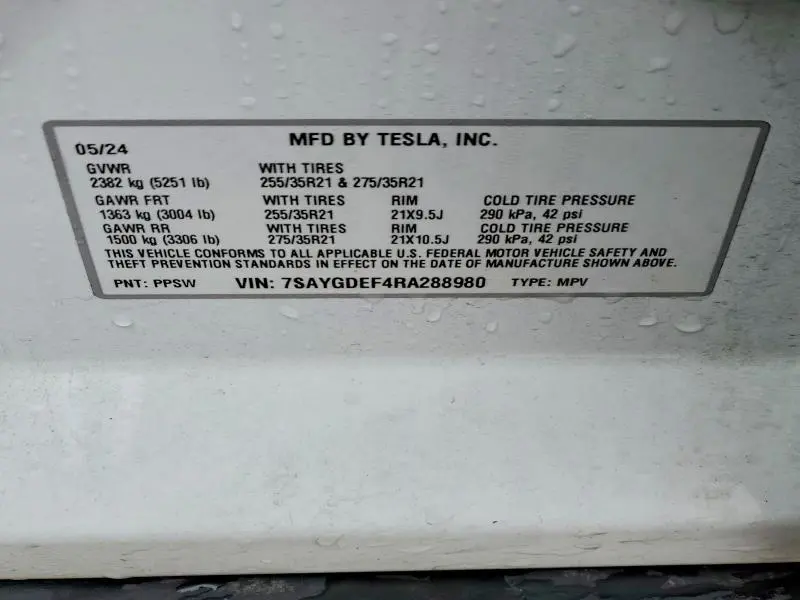 05/24 MFD BY TESLA, INC.
GVWR WITH TIRES
2382 kg (5251 lb) 255/35R21 & 275/35R21
GAWR FRT WITH TIRES RIM COLD TIRE PRESSURE
1363 kg (3004 lb) 255/35R21 21X9.5J 290 kPa, 42 psi
GAWR RR WITH TIRES RIM COLD TIRE PRESSURE
1500 kg (3306 lb) 275/35R21 21X10.5J 290 kPa, 42 psi
THIS VEHICLE CONFORMS TO ALL APPLICABLE U.S. FEDERAL MOTOR VEHICLE SAFETY AND
THEFT PREVENTION STANDARDS IN EFFECT ON THE DATE OF MANUFACTURE SHOWN ABOVE.
PNT: PPSW VIN: 7SAYGDEF4RA288980 TYPE: MPV